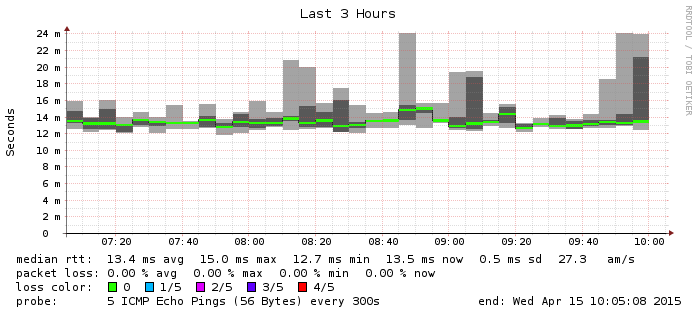 Last 3 Hours
RRDTOOL / TOBI OETIKER
Seconds
24 m
22 m
20 m
18 m
16 m
14 m
12 m
10 m
8 m
6 m
4 m
2 m
0
07:20 07:40 08:00 08:20 08:40 09:00 09:20 09:40 10:00
median rtt: 13.4 ms avg 15.0 ms max 12.7 ms min 13.5 ms now 0.5 ms sd 27.3 am/s
packet loss: 0.00 % avg 0.00 % max 0.00 % min 0.00 % now
loss color: 0 1/5 2/5 3/5 4/5
probe: 5 ICMP Echo Pings (56 Bytes) every 300s end: Wed Apr 15 10:05:08 2015